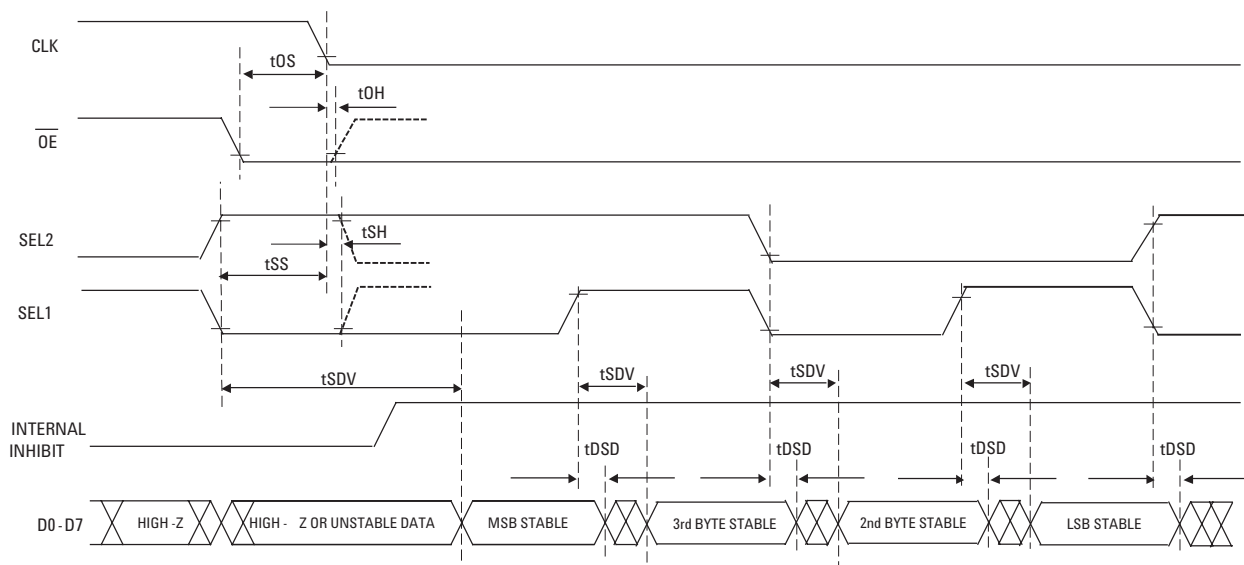 CLK
tOS
tOH
OE
SEL2
tSH
tSS
SEL1
tSDV
tSDV
tSDV
tSDV
INTERNAL
INHIBIT
tDSD
tDSD
tDSD
tDSD
D0-D7
HIGH -Z
HIGH - Z OR UNSTABLE DATA
MSB STABLE
3rd BYTE STABLE
2nd BYTE STABLE
LSB STABLE